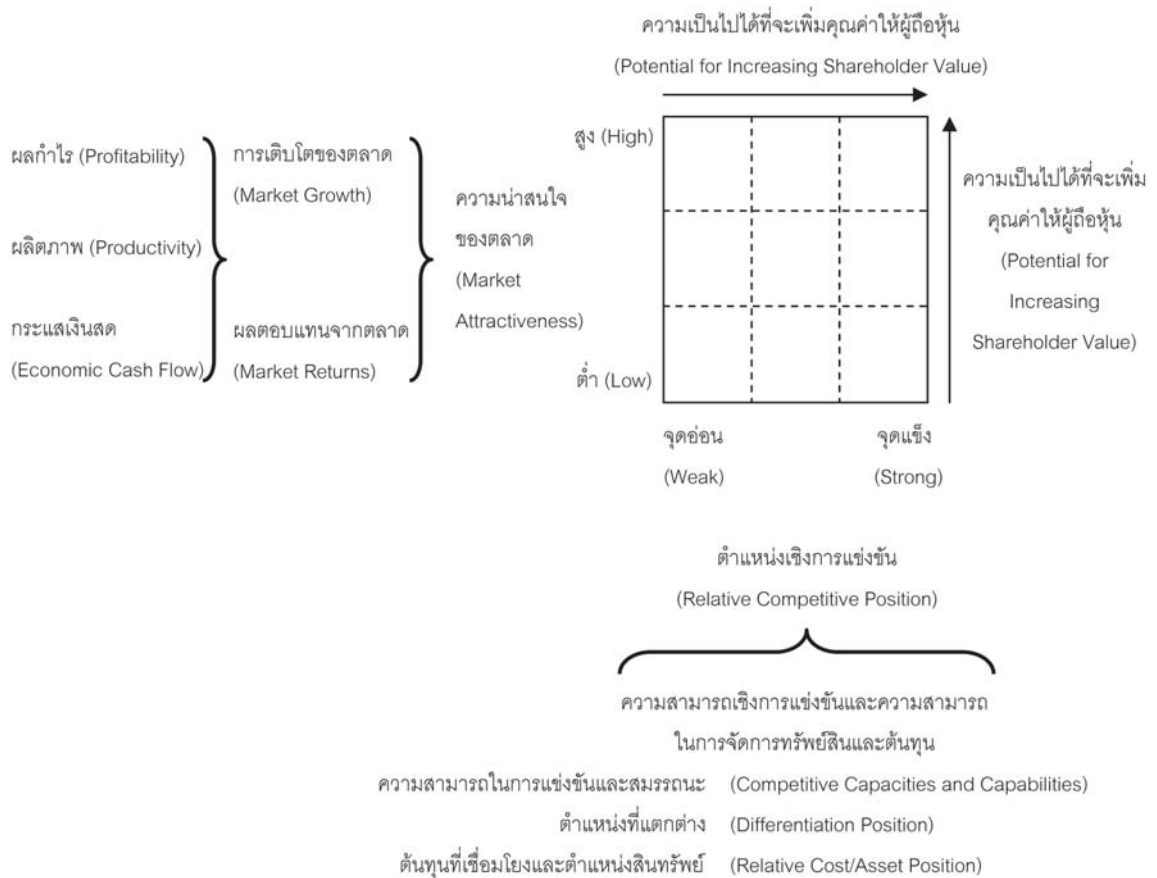 ความเป็นไปได้ที่จะเพิ่มคุณค่าให้ผู้ถือหุ้น
(Potential for Increasing Shareholder Value)
สูง (High)
ผลกำไร (Profitability)
การเติบโตของตลาด
(Market Growth)
ความน่าสนใจ
ของตลาด
(Market
Attractiveness)
ผลิตภาพ (Productivity)
กระแสเงินสด
(Economic Cash Flow)
ผลตอบแทนจากตลาด
(Market Returns)
ความเป็นไปได้ที่จะเพิ่ม
คุณค่าให้ผู้ถือหุ้น
(Potential for
Increasing
Shareholder Value)
ต่ำ (Low)
จุดอ่อน
(Weak)
จุดแข็ง
(Strong)
ตำแหน่งเชิงการแข่งขัน
(Relative Competitive Position)
ความสามารถเชิงการแข่งขันและความสามารถ
ในการจัดการทรัพย์สินและต้นทุน
ความสามารถในการแข่งขันและสมรรถนะ (Competitive Capacities and Capabilities)
ตำแหน่งที่แตกต่าง (Differentiation Position)
ต้นทุนที่เชื่อมโยงและตำแหน่งสินทรัพย์ (Relative Cost/Asset Position)